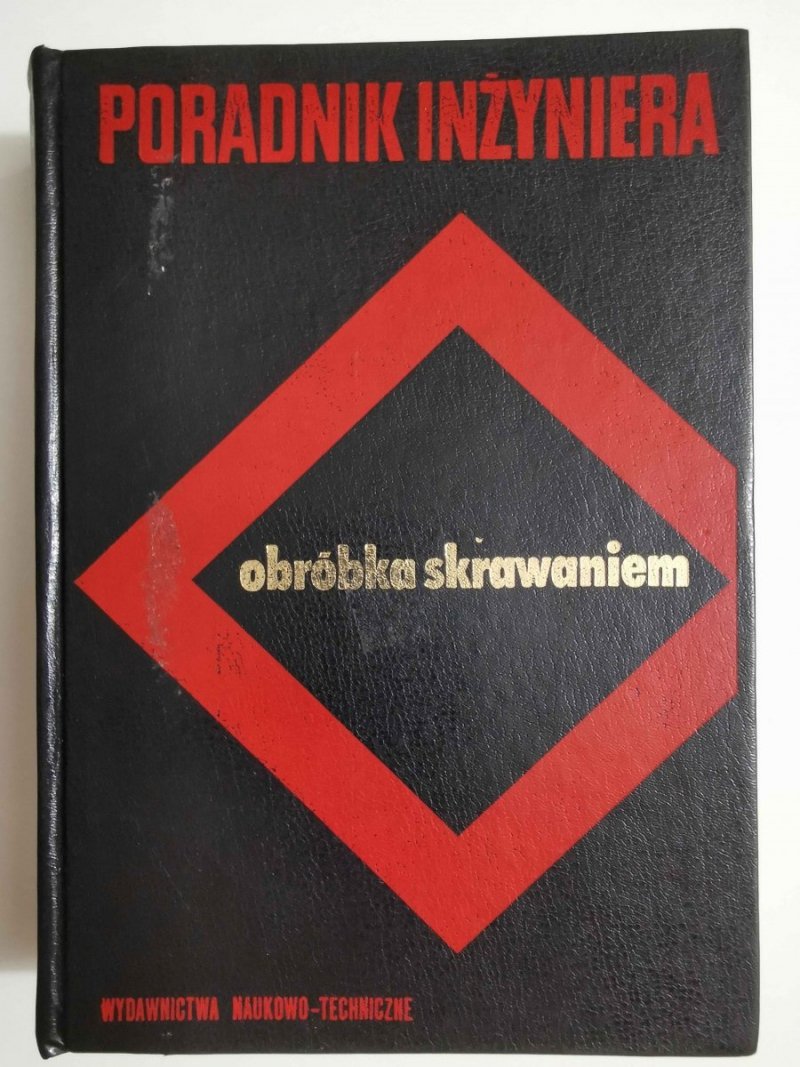 PORADNIK INŻYNIERA
obróbka skrawaniem
WYDAWNICTWA NAUKOWO-TECHNICZNE